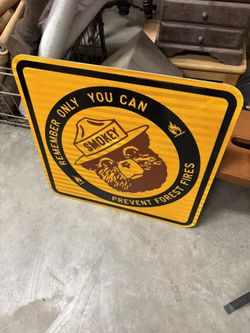 REMEMBER ONLY YOU CAN
SMOKEY
PREVENT FOREST FIRES